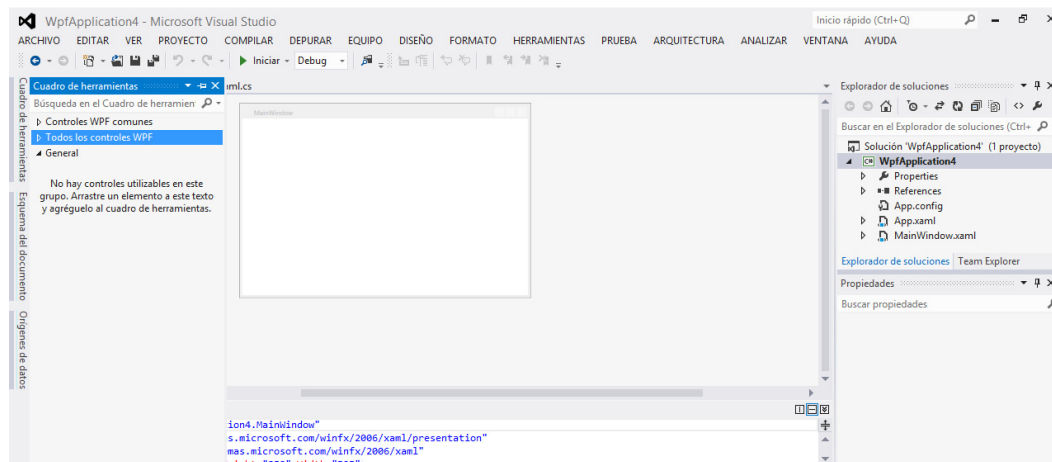 WpfApplication4 - Microsoft Visual Studio
Inicio rápido (Ctrl+Q)
ARCHIVO EDITAR VER PROYECTO COMPILAR DEPURAR EQUIPO DISEÑO FORMATO HERRAMIENTAS PRUEBA ARQUITECTURA ANALIZAR VENTANA AYUDA
Iniciar Debug
Cuadro de herramientas
Esquema del documento
Orígenes de datos
Cuadro de herramientas
Búsqueda en el Cuadro de herramien
Controles WPF comunes
Todos los controles WPF
General
No hay controles utilizables en este
grupo. Arrastre un elemento a este texto
y agréguelo al cuadro de herramientas.
aml.cs
MainWindow
ion4.MainWindow"
s.microsoft.com/winfx/2006/xaml/presentation"
mas.microsoft.com/winfx/2006/xaml"
Explorador de soluciones
Buscar en el Explorador de soluciones (Ctrl+
Solución 'WpfApplication4' (1 proyecto)
C# WpfApplication4
Properties
References
App.config
App.xaml
MainWindow.xaml
Explorador de soluciones Team Explorer
Propiedades
Buscar propiedades